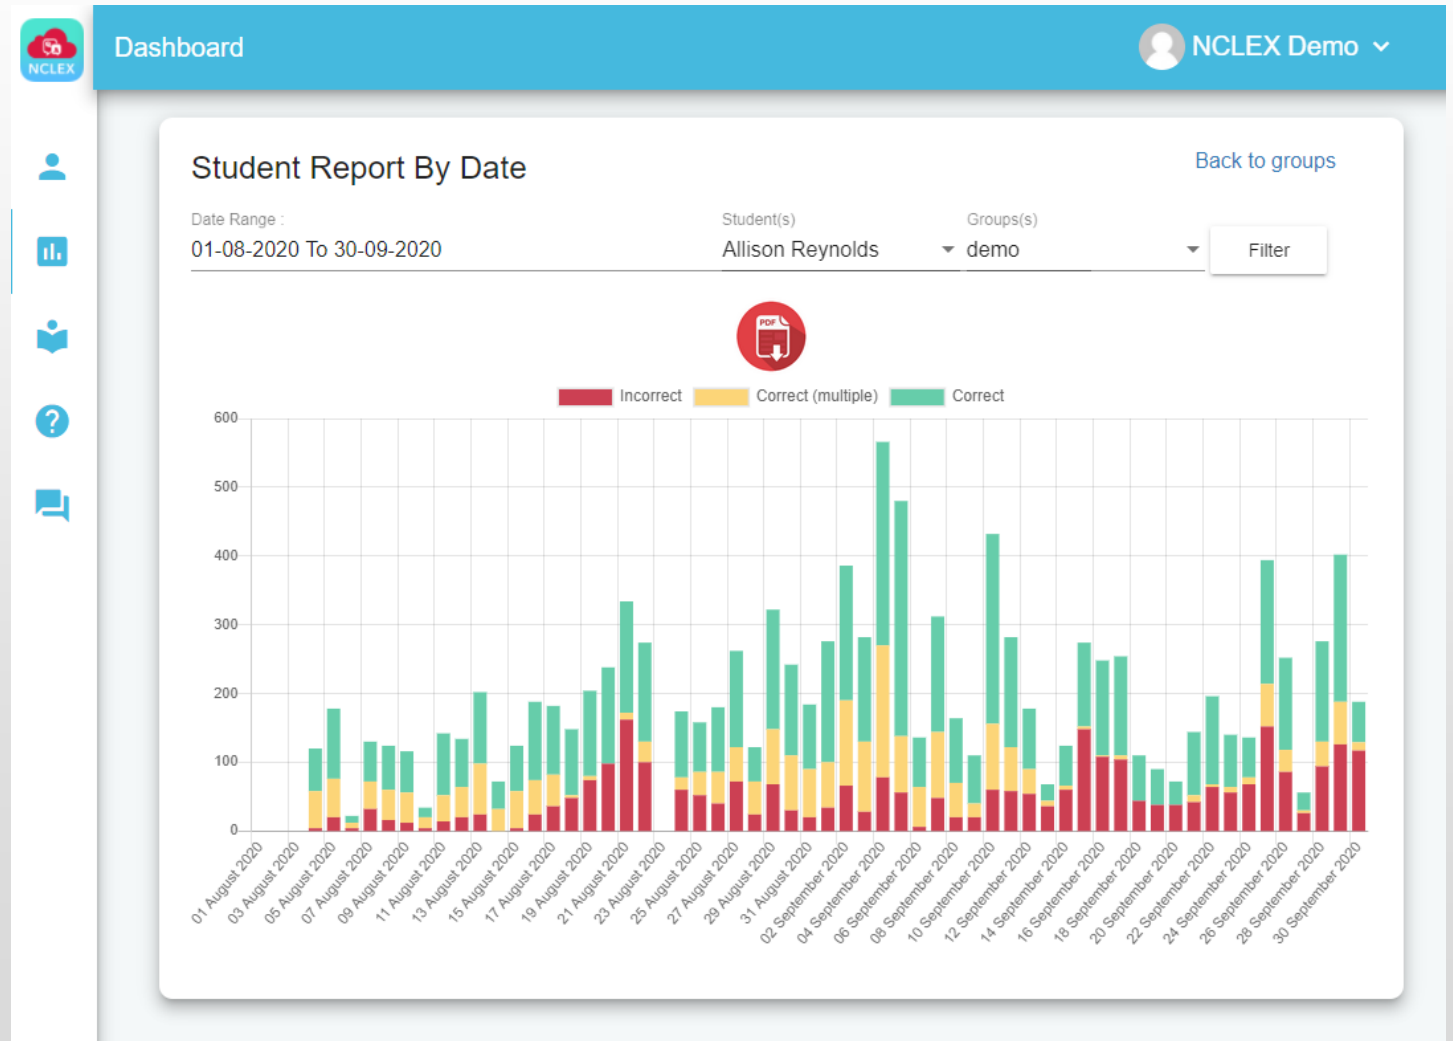 NCLEX
Dashboard
NCLEX Demo
Student Report By Date
Back to groups
Date Range :
Student(s)
Groups(s)
01-08-2020 To 30-09-2020
Allison Reynolds
demo
Filter
PDF
Incorrect
Correct (multiple)
Correct
600
500
400
300
200
100
0
01 August 2020
03 August 2020
05 August 2020
07 August 2020
09 August 2020
11 August 2020
13 August 2020
15 August 2020
17 August 2020
19 August 2020
21 August 2020
23 August 2020
25 August 2020
27 August 2020
29 August 2020
31 August 2020
02 September 2020
04 September 2020
06 September 2020
08 September 2020
10 September 2020
12 September 2020
14 September 2020
16 September 2020
18 September 2020
20 September 2020
22 September 2020
24 September 2020
26 September 2020
28 September 2020
30 September 2020